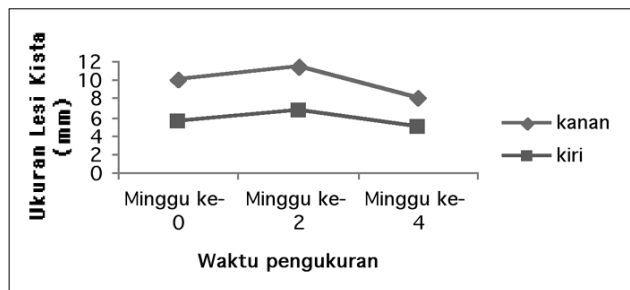 Ukuran Lesi Kista
(mm)
12
10
8
6
4
2
0
Minggu ke-
0
Minggu ke-
2
Minggu ke-
4
Waktu pengukuran
kanan
kiri